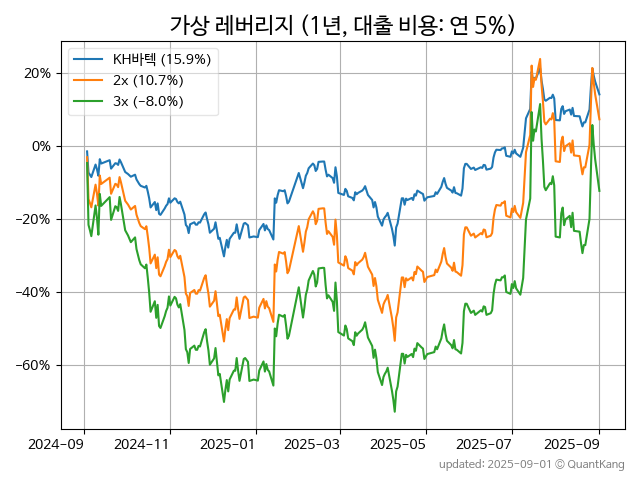 가상 레버리지 (1년, 대출 비용: 연 5%)
KH바텍 (15.9%)
2x (10.7%)
3x (−8.0%)
20%
0%
−20%
−40%
−60%
2024-09 2024-11 2025-01 2025-03 2025-05 2025-07 2025-09
updated: 2025-09-01 © QuantKang